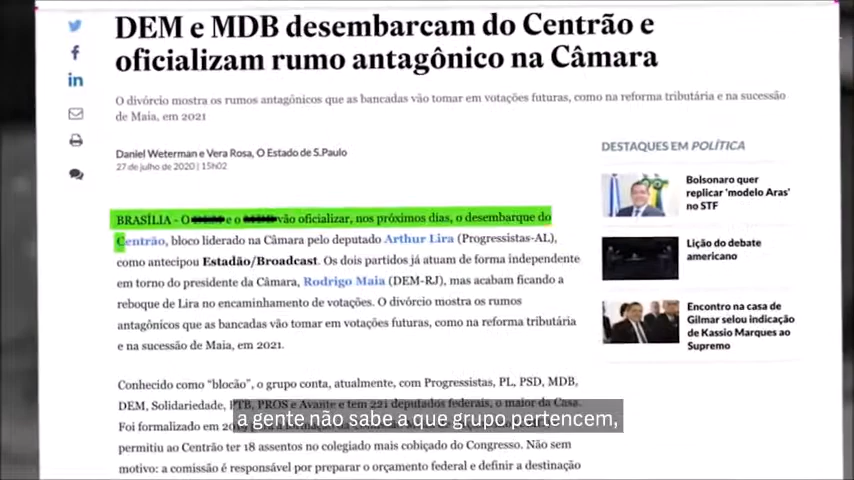 DEM e MDB desembarcam do Centrão e
oficializam rumo antagônico na Câmara
O divórcio mostra os rumos antagônicos que as bancadas vão tomar em votações futuras, como na reforma tributária e na sucessão
de Maia, em 2021
Daniel Weterman e Vera Rosa, O Estado de S.Paulo
27 de julho de 2020 | 15h02
BRASÍLIA - O e o vão oficializar, nos próximos dias, o desembarque do
Centrão, bloco liderado na Câmara pelo deputado Arthur Lira (Progressistas-AL),
como antecipou Estadão/Broadcast. Os dois partidos já atuam de forma independente
em torno do presidente da Câmara, Rodrigo Maia (DEM-RJ), mas acabam ficando a
reboque de Lira no encaminhamento de votações. O divórcio mostra os rumos
antagônicos que as bancadas vão tomar em votações futuras, como na reforma tributária
e na sucessão de Maia, em 2021.
Conhecido como "blocão", o grupo conta, atualmente, com Progressistas, PL, PSD, MDB,
DEM, Solidariedade, PTB, PROS e Avante e tem 221 deputados federais, o maior da Casa.
Foi formalizado em
permitiu ao Centrão ter 18 assentos no colegiado mais cobiçado do Congresso. Não sem
motivo: a comissão é responsável por preparar o orçamento federal e definir a destinação
DESTAQUES EM POLÍTICA
Bolsonaro quer
replicar 'modelo Aras'
no STF
Lição do debate
americano
Encontro na casa de
Gilmar selou indicação
de Kassio Marques ao
Supremo
a gente não sabe a que grupo pertencem,